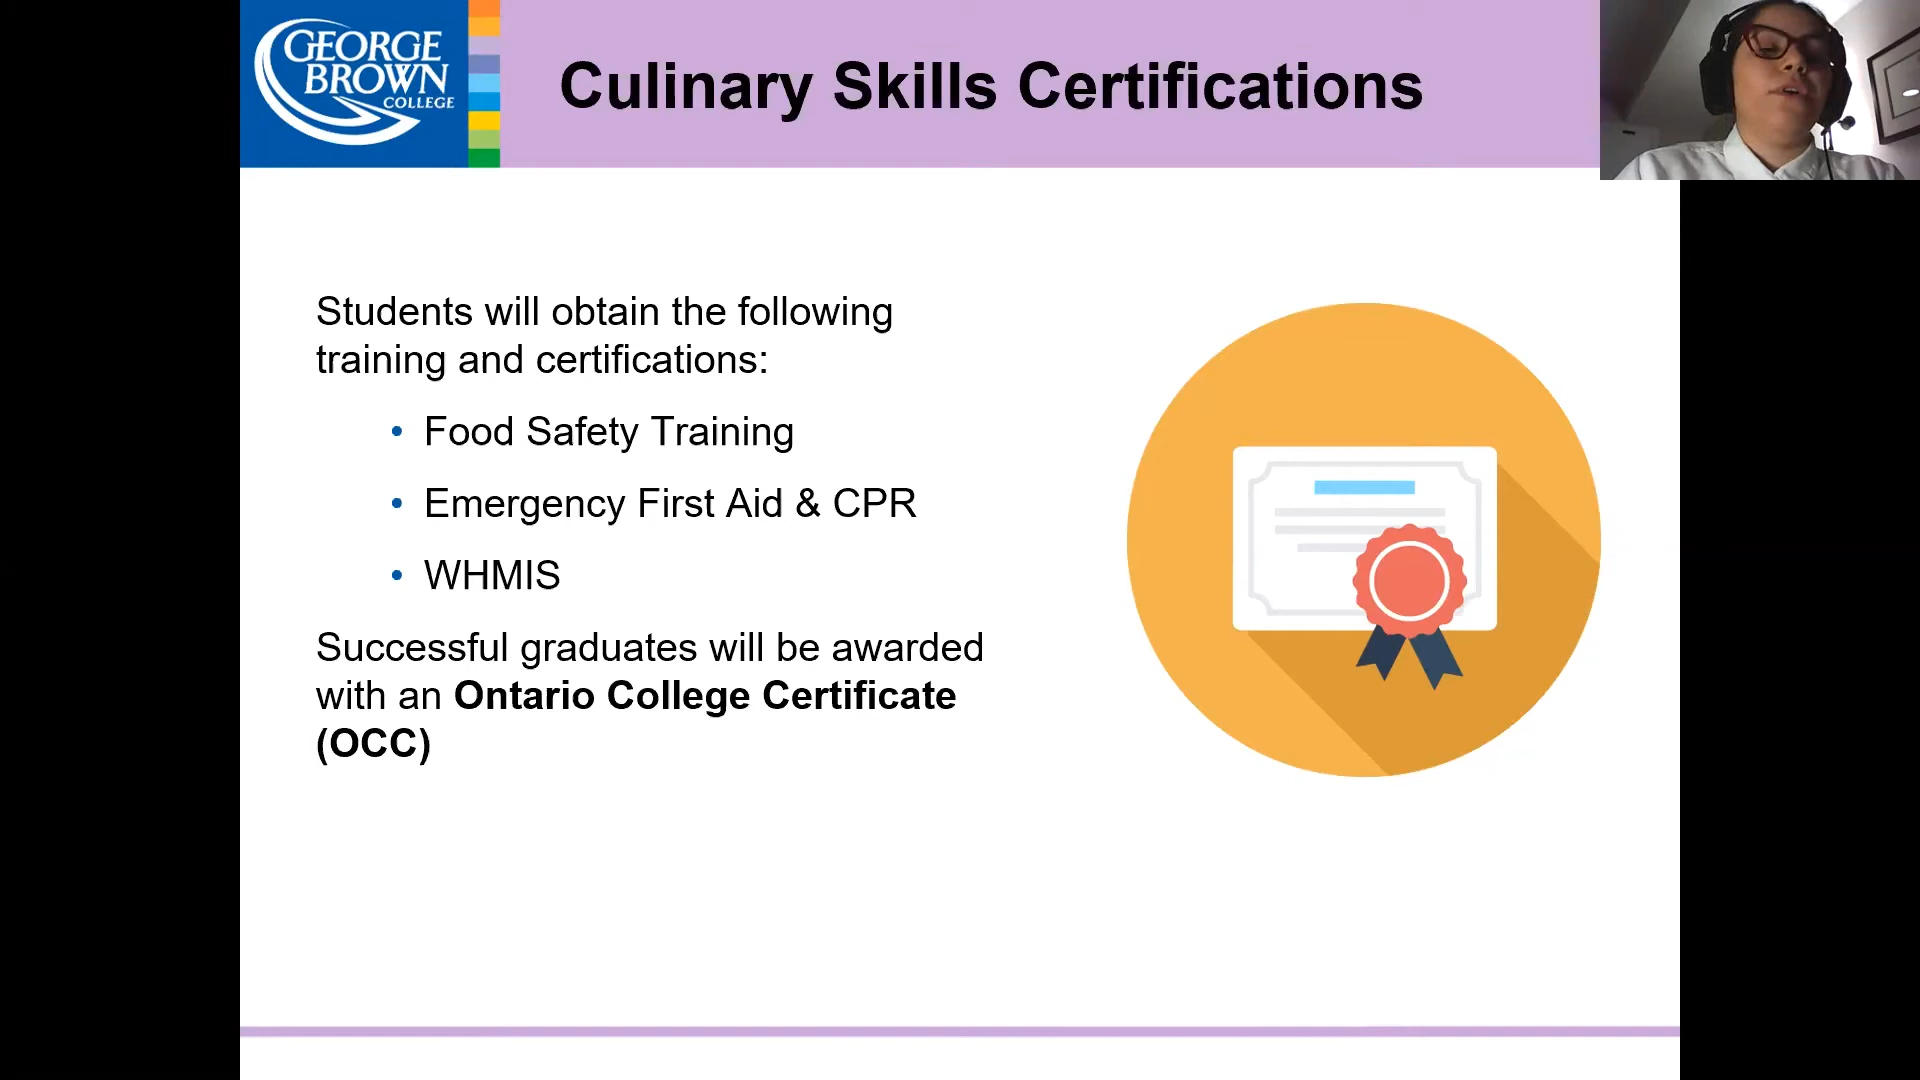 GEORGE
BROWN
COLLEGE
Culinary Skills Certifications
Students will obtain the following
training and certifications:
• Food Safety Training
• Emergency First Aid & CPR
• WHMIS
Successful graduates will be awarded
with an Ontario College Certificate
(OCC)